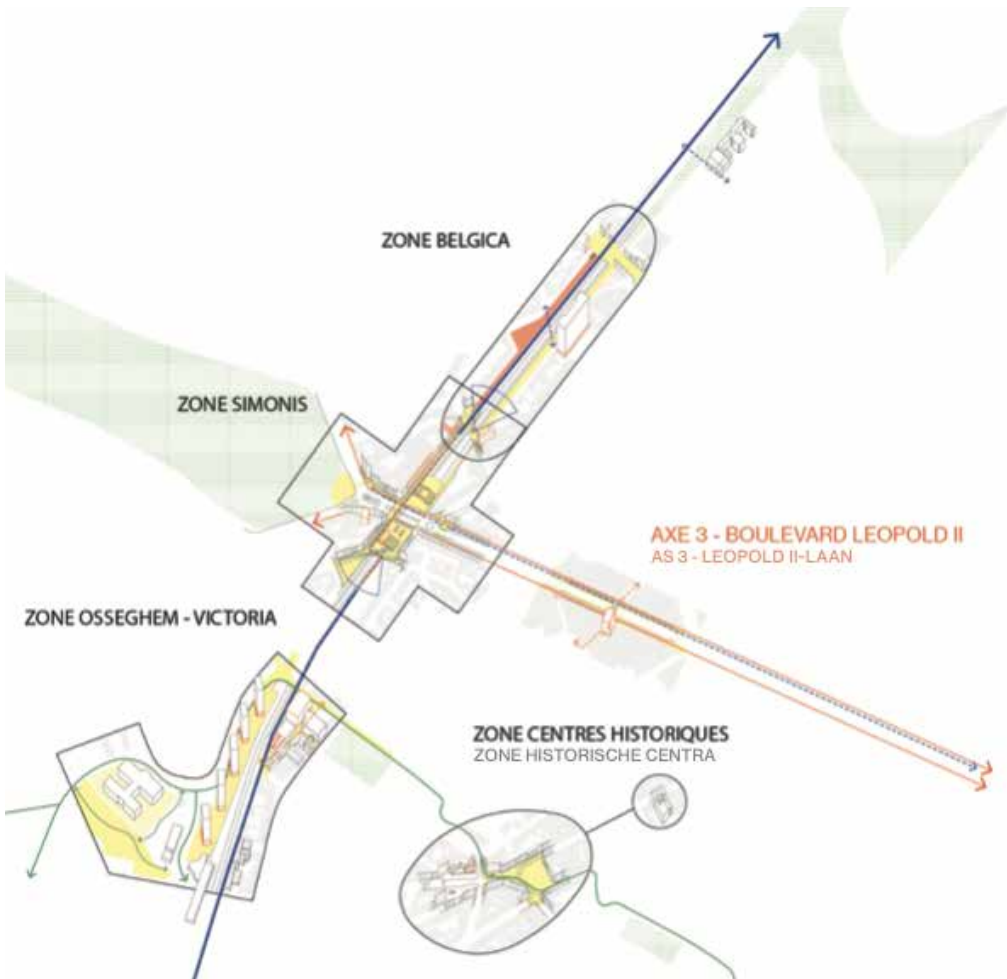 ZONE BELGICA
ZONE SIMONIS
AXE 3 - BOULEVARD LEOPOLD II
AS 3 - LEOPOLD II-LAAN
ZONE OSSEGHEM - VICTORIA
ZONE CENTRES HISTORIQUES
ZONE HISTORISCHE CENTRA